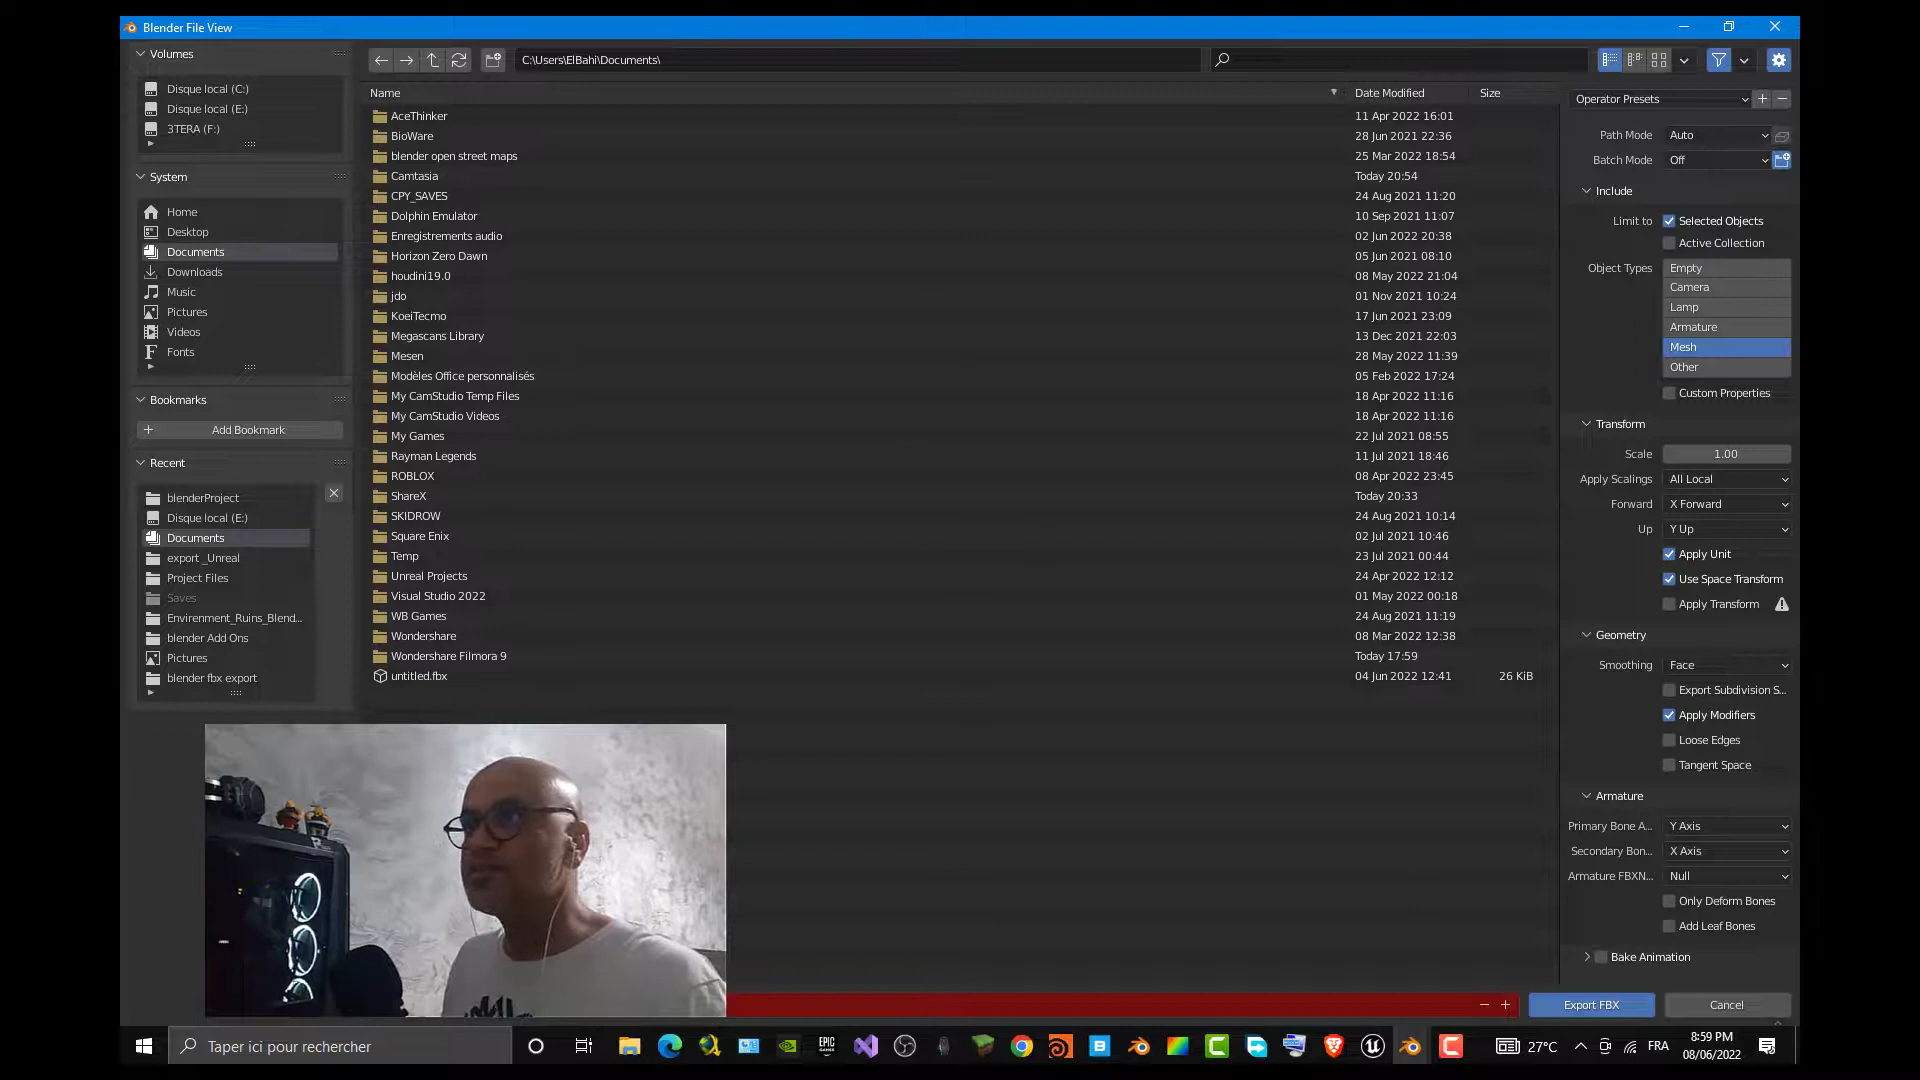 Blender File View
Volumes
Disque local (C:)
Disque local (E:)
3TERA (F:)
System
Home
Desktop
Documents
Downloads
Music
Pictures
Videos
Fonts
Bookmarks
Add Bookmark
Recent
blenderProject
Disque local (E:)
Documents
export _Unreal
Project Files
Saves
Envirenment_Ruins_Blend...
blender Add Ons
Pictures
blender fbx export
C:\Users\ElBahi\Documents\
Name Date Modified Size
AceThinker 11 Apr 2022 16:01
BioWare 28 Jun 2021 22:36
blender open street maps 25 Mar 2022 18:54
Camtasia Today 20:54
CPY_SAVES 24 Aug 2021 11:20
Dolphin Emulator 10 Sep 2021 11:07
Enregistrements audio 02 Jun 2022 20:38
Horizon Zero Dawn 05 Jun 2021 08:10
houdini19.0 08 May 2022 21:04
jdo 01 Nov 2021 10:24
KoeiTecmo 17 Jun 2021 23:09
Megascans Library 13 Dec 2021 22:03
Mesen 28 May 2022 11:39
Modèles Office personnalisés 05 Feb 2022 17:24
My CamStudio Temp Files 18 Apr 2022 11:16
My CamStudio Videos 18 Apr 2022 11:16
My Games 22 Jul 2021 08:55
Rayman Legends 11 Jul 2021 18:46
ROBLOX 08 Apr 2022 23:45
ShareX Today 20:33
SKIDROW 24 Aug 2021 10:14
Square Enix 02 Jul 2021 10:46
Temp 23 Jul 2021 00:44
Unreal Projects 24 Apr 2022 12:12
Visual Studio 2022 01 May 2022 00:18
WB Games 24 Aug 2021 11:19
Wondershare 08 Mar 2022 12:38
Wondershare Filmora 9 Today 17:59
untitled.fbx 04 Jun 2022 12:41 26 KiB
Operator Presets
Path Mode Auto
Batch Mode Off
Include
Limit to Selected Objects
Active Collection
Object Types Empty
Camera
Lamp
Armature
Mesh
Other
Custom Properties
Transform
Scale 1.00
Apply Scalings All Local
Forward X Forward
Up Y Up
Apply Unit
Use Space Transform
Apply Transform
Geometry
Smoothing Face
Export Subdivision S...
Apply Modifiers
Loose Edges
Tangent Space
Armature
Primary Bone A... Y Axis
Secondary Bon... X Axis
Armature FBXN... Null
Only Deform Bones
Add Leaf Bones
Bake Animation
Export FBX
Cancel
Taper ici pour rechercher
EPIC GAMES
27°C
FRA
8:59 PM
08/06/2022